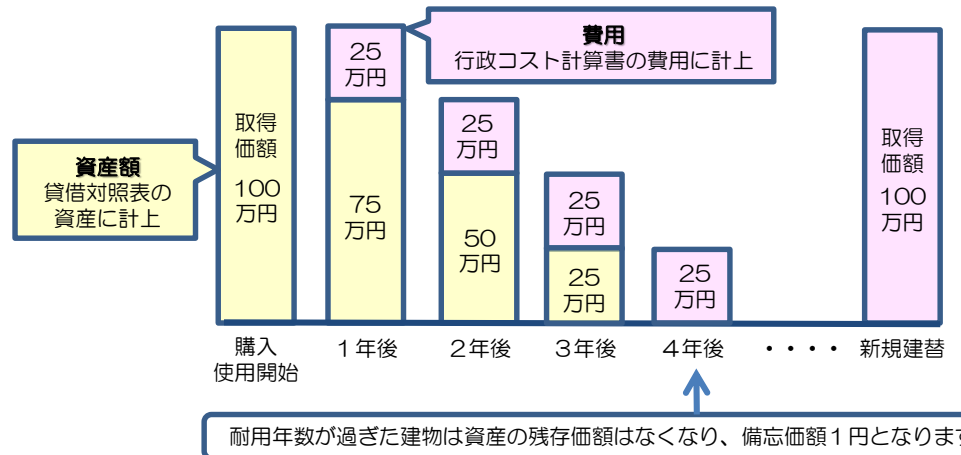 費用
行政コスト計算書の費用に計上
資産額
貸借対照表の
資産に計上
取得
価額
100
万円
25
万円
75
万円
25
万円
50
万円
25
万円
25
万円
25
万円
取得
価額
100
万円
購入
使用開始
1年後
2年後
3年後
4年後
・・・・
新規建替
耐用年数が過ぎた建物は資産の残存価額はなくなり、備忘価額1円となります